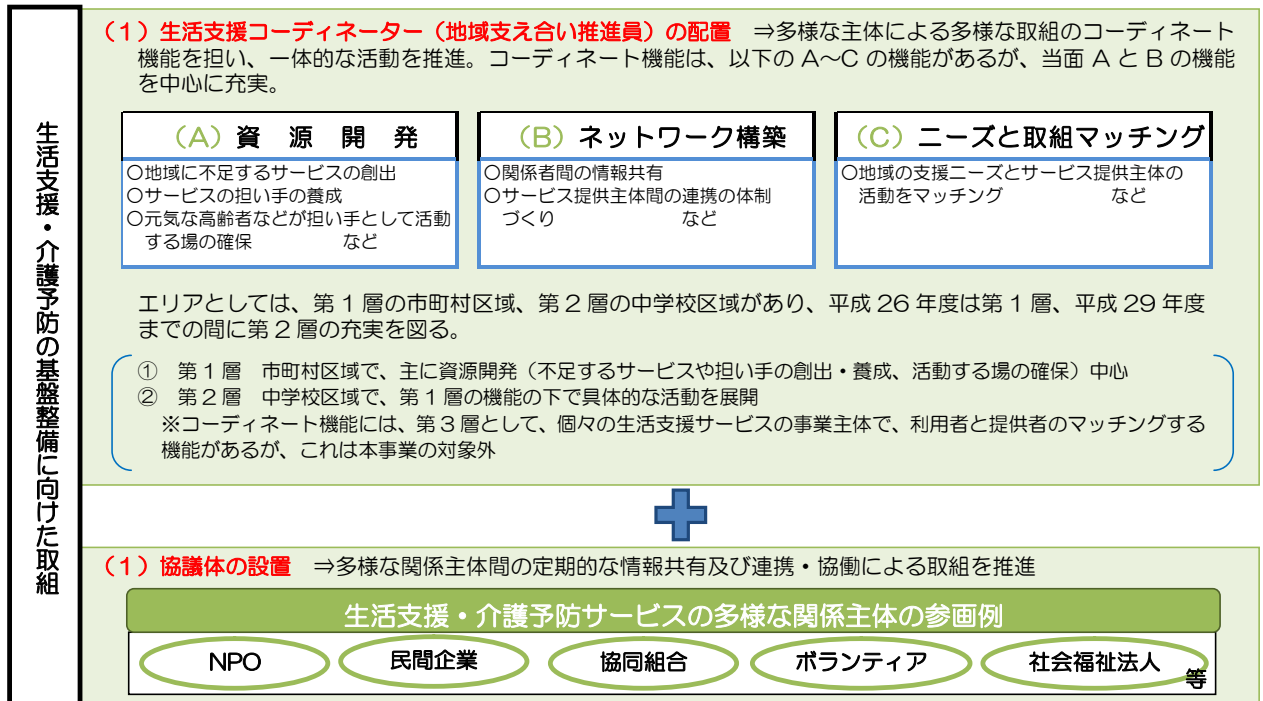 生活支援・介護予防の基盤整備に向けた取組
（1）生活支援コーディネーター（地域支え合い推進員）の配置　⇒多様な主体による多様な取組のコーディネート
機能を担い、一体的な活動を推進。コーディネート機能は、以下の A～C の機能があるが、当面 A と B の機能
を中心に充実。
（A）資　源　開　発
○地域に不足するサービスの創出
○サービスの担い手の養成
○元気な高齢者などが担い手として活動
する場の確保　　　　など
（B）ネットワーク構築
○関係者間の情報共有
○サービス提供主体間の連携の体制
づくり　　　　　　など
（C）ニーズと取組マッチング
○地域の支援ニーズとサービス提供主体の
活動をマッチング　　　　　など
エリアとしては、第 1 層の市町村区域、第 2 層の中学校区域があり、平成 26 年度は第 1 層、平成 29 年度
までの間に第 2 層の充実を図る。
①　第 1 層　市町村区域で、主に資源開発（不足するサービスや担い手の創出・養成、活動する場の確保）中心
②　第 2 層　中学校区域で、第 1 層の機能の下で具体的な活動を展開
※コーディネート機能には、第 3 層として、個々の生活支援サービスの事業主体で、利用者と提供者のマッチングする
機能があるが、これは本事業の対象外
（1）協議体の設置　⇒多様な関係主体間の定期的な情報共有及び連携・協働による取組を推進
生活支援・介護予防サービスの多様な関係主体の参画例
NPO　民間企業　協同組合　ボランティア　社会福祉法人　等